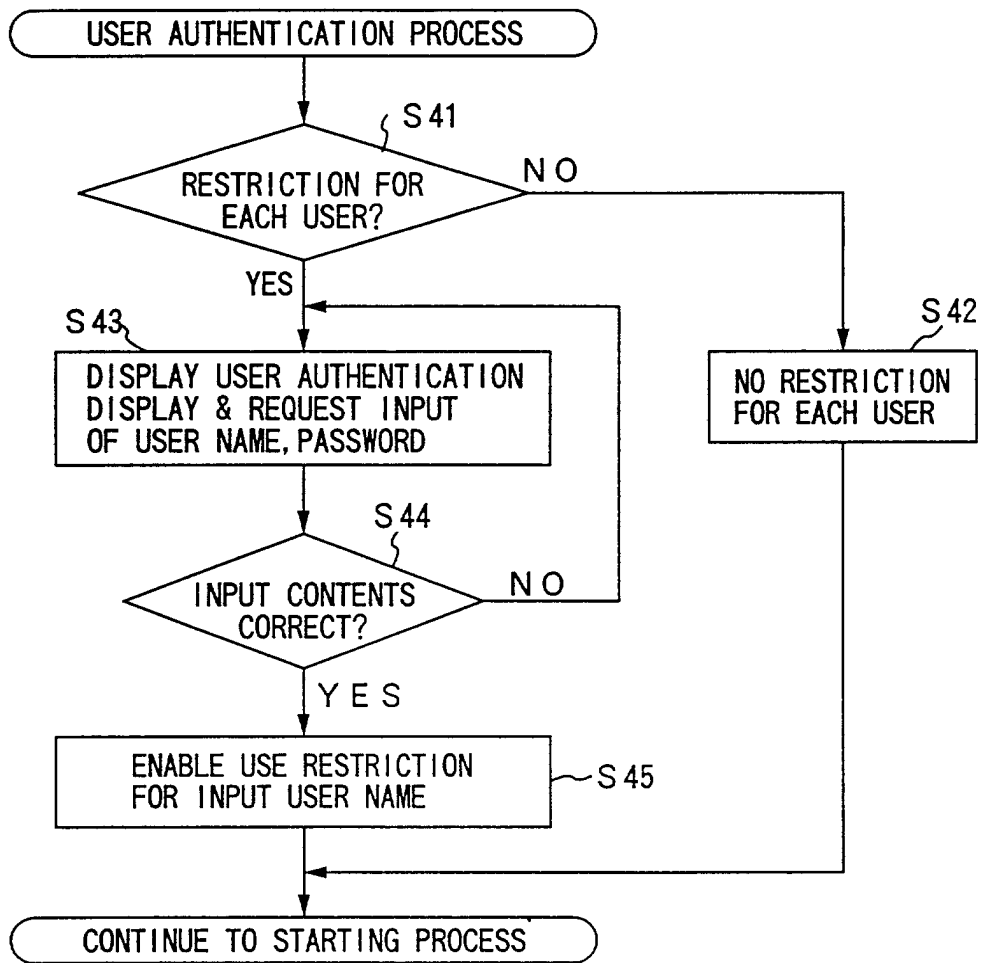 USER AUTHENTICATION PROCESS
S41
RESTRICTION FOR
EACH USER?
NO
YES
S43
DISPLAY USER AUTHENTICATION
DISPLAY & REQUEST INPUT
OF USER NAME, PASSWORD
S42
NO RESTRICTION
FOR EACH USER
S44
INPUT CONTENTS
CORRECT?
NO
YES
ENABLE USE RESTRICTION
FOR INPUT USER NAME
S45
CONTINUE TO STARTING PROCESS